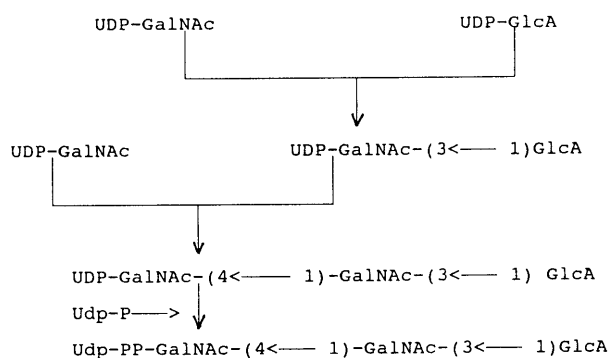 UDP-GalNAc UDP-GlcA
UDP-GalNAc UDP-GalNAc-(3<—— 1)GlcA
UDP-GalNAc-(4<—— 1)-GalNAc-(3<—— 1) GlcA
Udp-P——>
Udp-PP-GalNAc-(4<—— 1)-GalNAc-(3<—— 1)GlcA